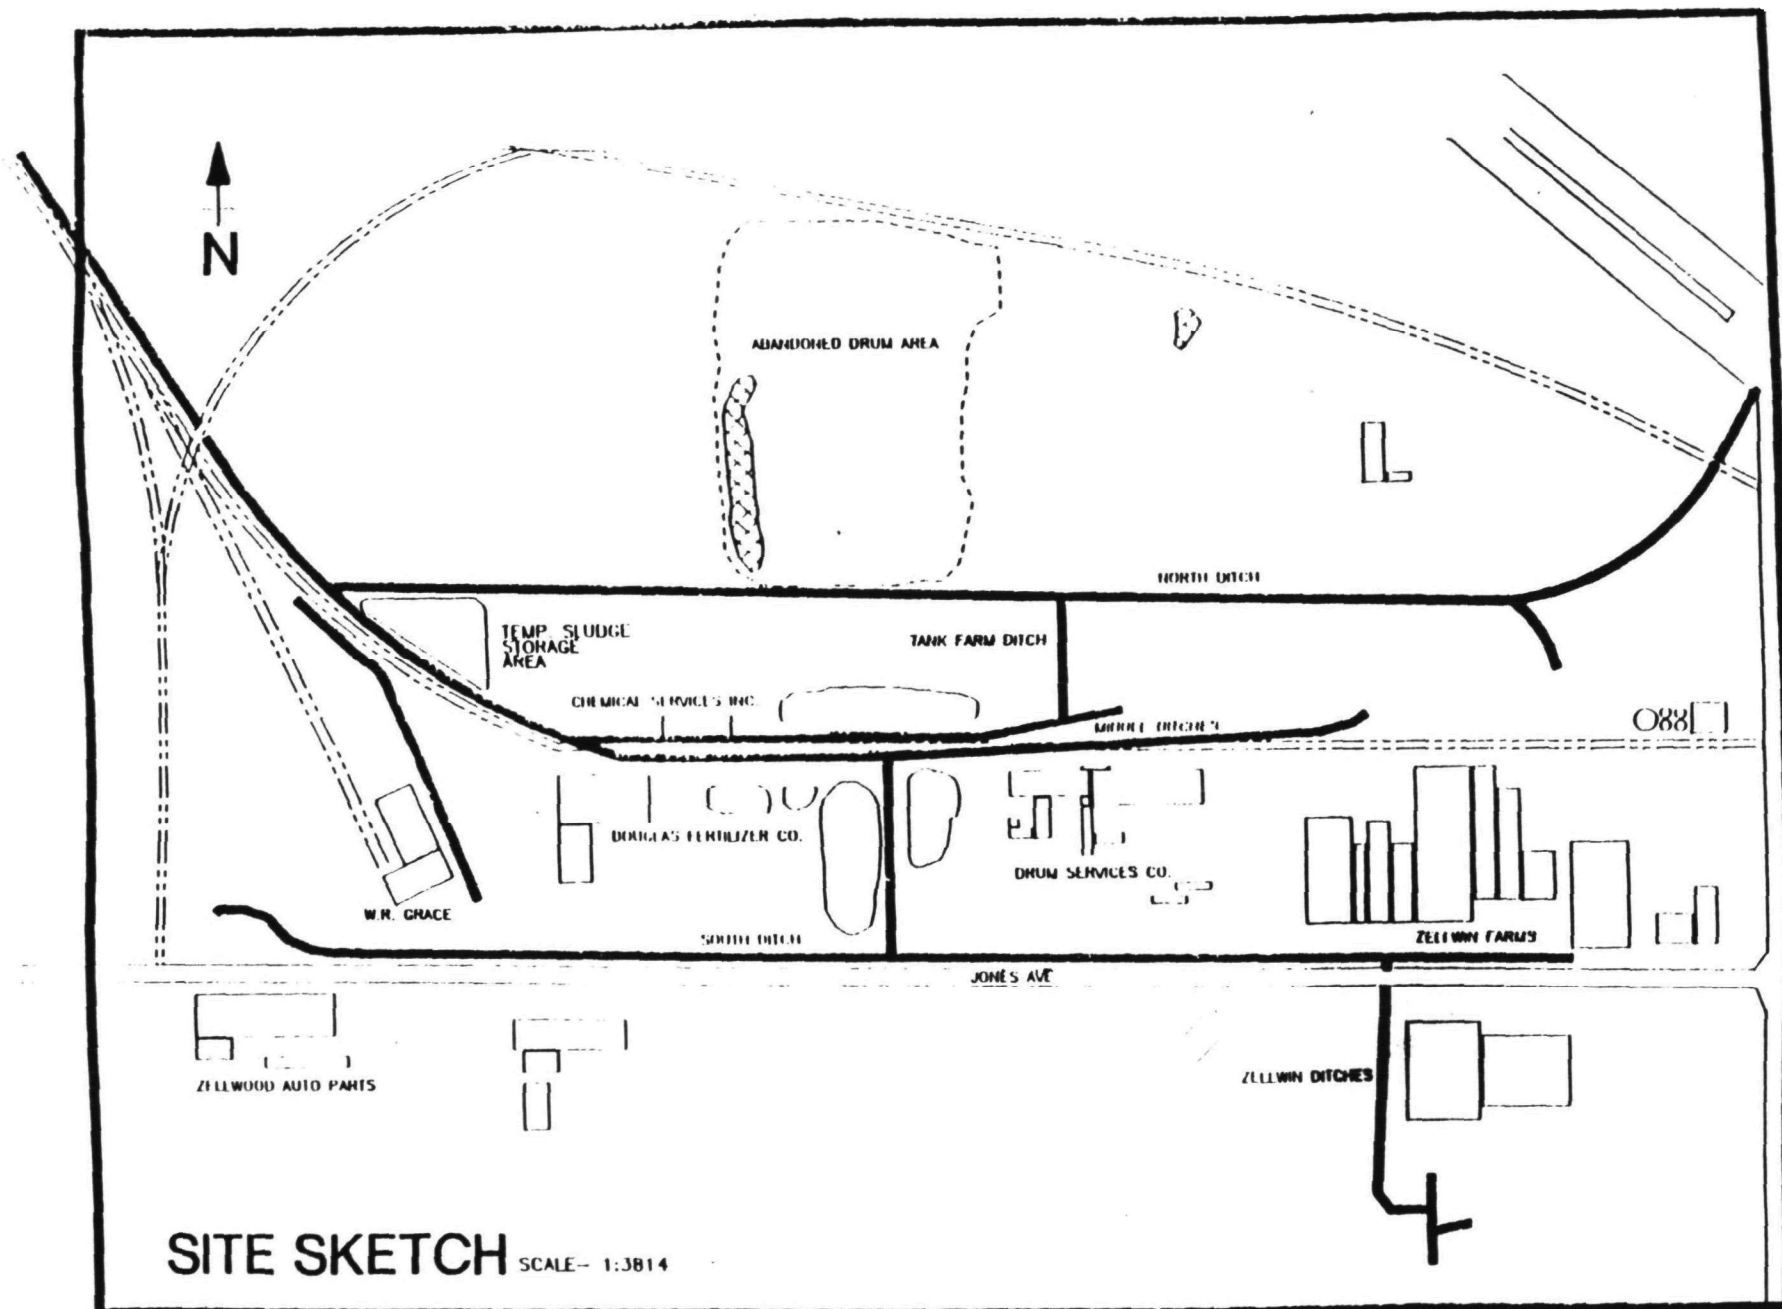 N
ABANDONED DRUM AREA
NORTH DITCH
TEMP. SLUDGE
STORAGE
AREA
TANK FARM DITCH
CHEMICAL SERVICES INC.
MIDDLE DITCHES
DOUGLAS FERTILIZER CO.
DRUM SERVICES CO.
W.R. GRACE
SOUTH DITCH
ZELLWIN FARMS
JONES AVE
ZELLWOOD AUTO PARTS
ZELLWIN DITCHES
SITE SKETCH SCALE- 1:3814